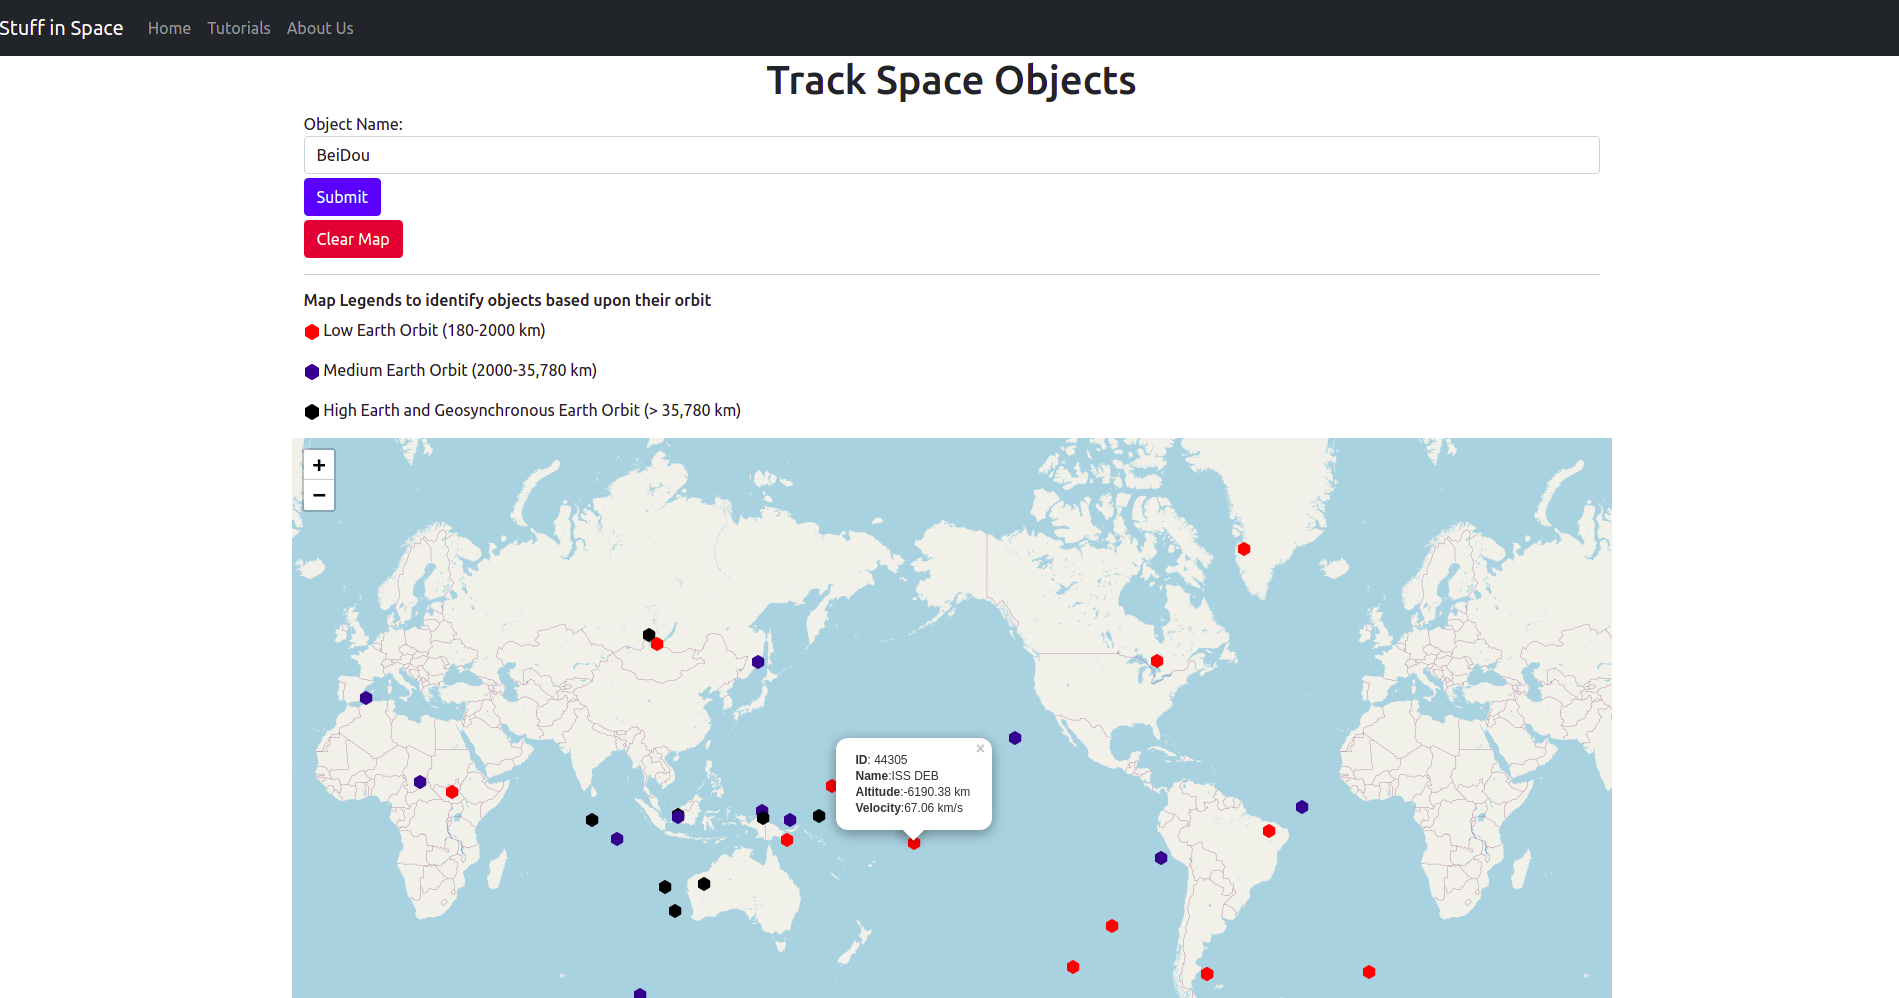 Stuff in Space Home Tutorials About Us
Track Space Objects
Object Name:
BeiDou
Submit
Clear Map
Map Legends to identify objects based upon their orbit
Low Earth Orbit (180-2000 km)
Medium Earth Orbit (2000-35,780 km)
High Earth and Geosynchronous Earth Orbit (> 35,780 km)
+
−
×
ID: 44305
Name:ISS DEB
Altitude:-6190.38 km
Velocity:67.06 km/s